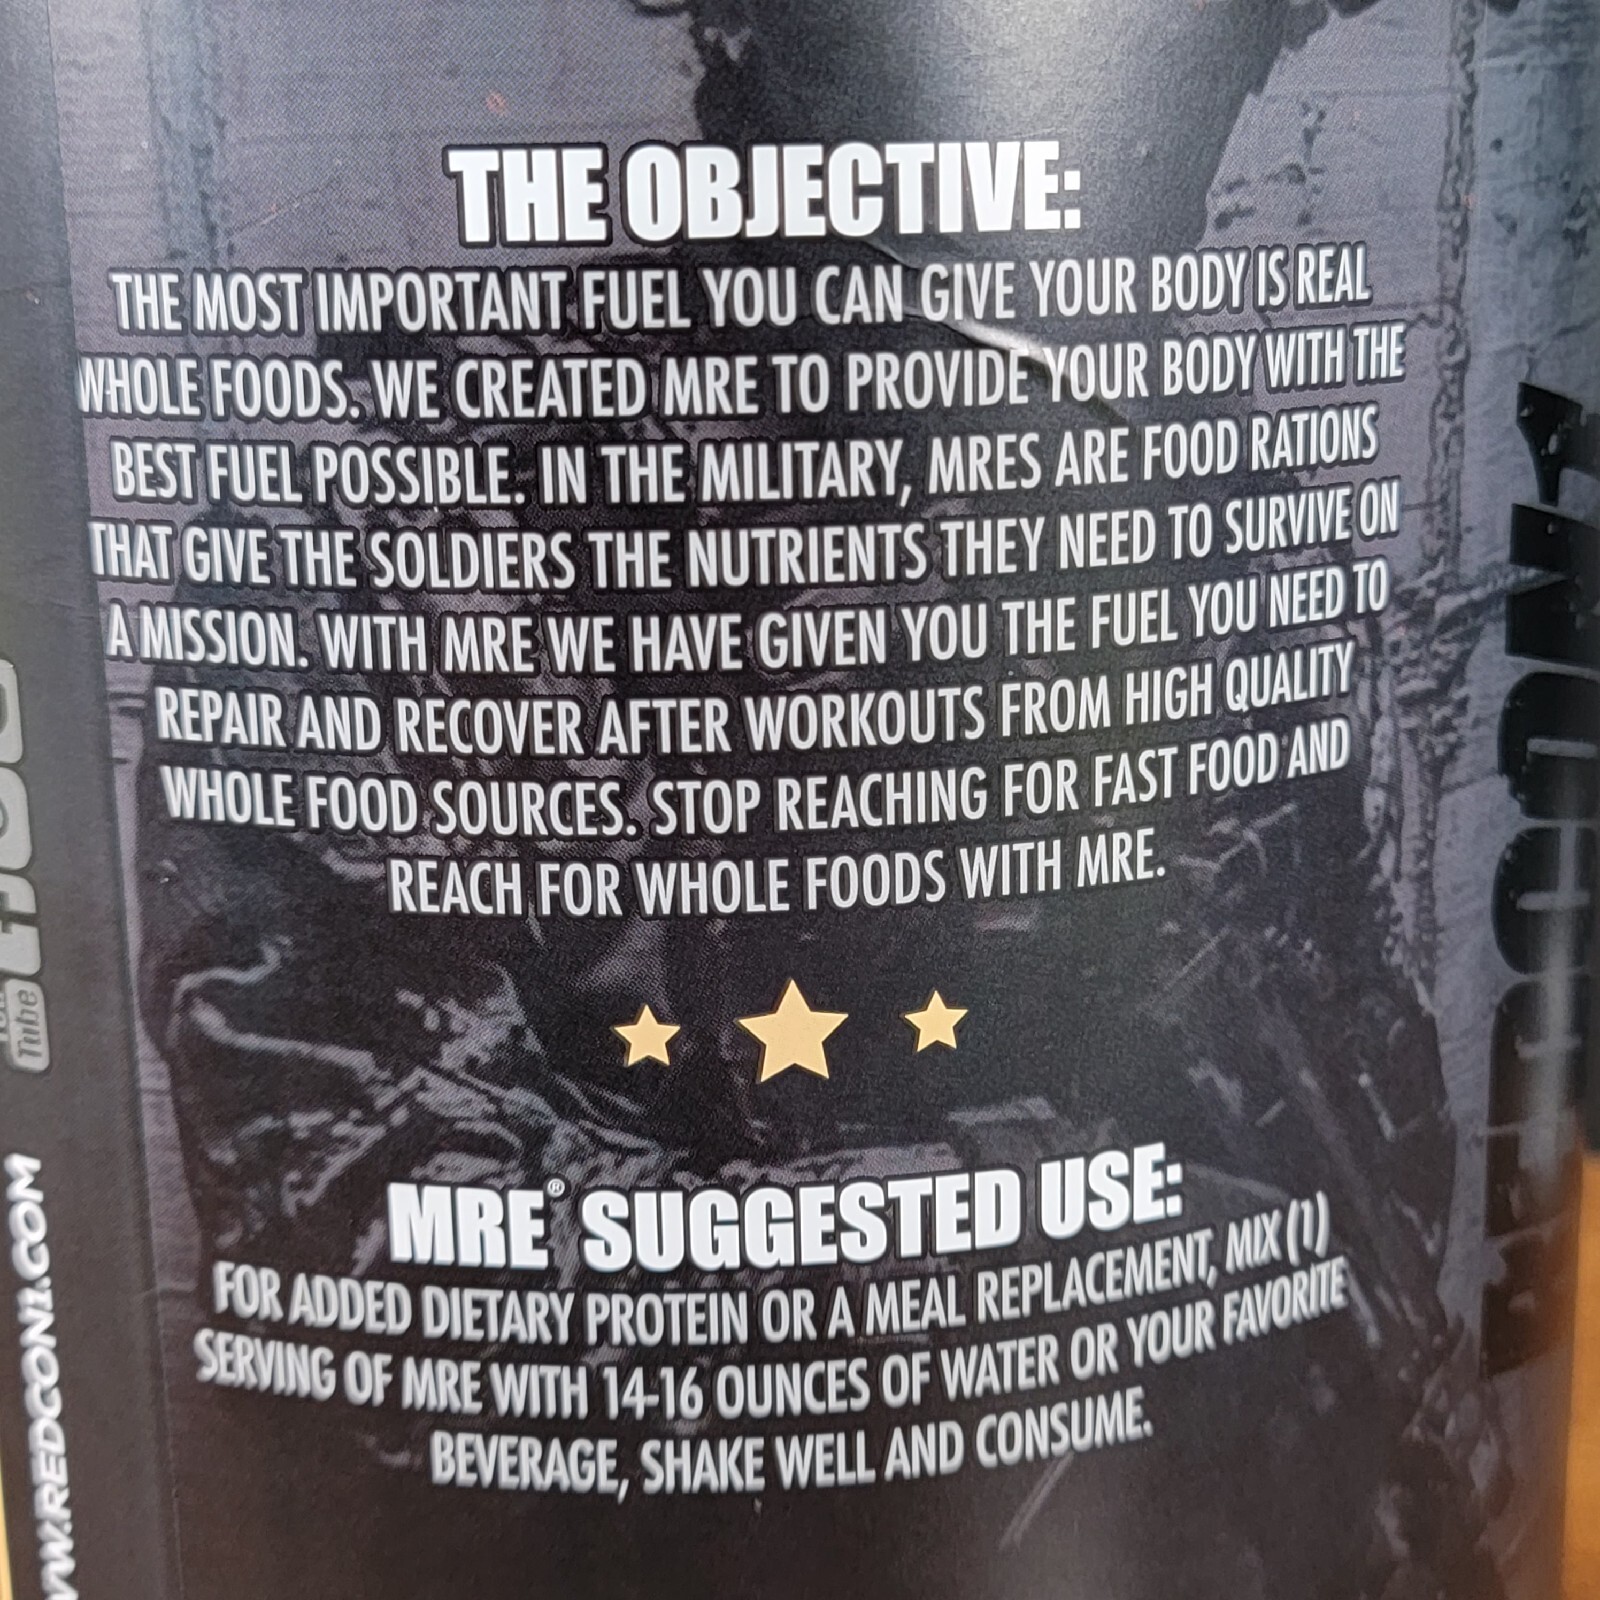 THE OBJECTIVE:
THE MOST IMPORTANT FUEL YOU CAN GIVE YOUR BODY IS REAL
WHOLE FOODS. WE CREATED MRE TO PROVIDE YOUR BODY WITH THE
BEST FUEL POSSIBLE. IN THE MILITARY, MRES ARE FOOD RATIONS
THAT GIVE THE SOLDIERS THE NUTRIENTS THEY NEED TO SURVIVE ON
A MISSION. WITH MRE WE HAVE GIVEN YOU THE FUEL YOU NEED TO
REPAIR AND RECOVER AFTER WORKOUTS FROM HIGH QUALITY
WHOLE FOOD SOURCES. STOP REACHING FOR FAST FOOD AND
REACH FOR WHOLE FOODS WITH MRE.
MRE® SUGGESTED USE:
FOR ADDED DIETARY PROTEIN OR A MEAL REPLACEMENT, MIX (1)
SERVING OF MRE WITH 14-16 OUNCES OF WATER OR YOUR FAVORITE
BEVERAGE, SHAKE WELL AND CONSUME.
Tube
WW.REDCON1.COM